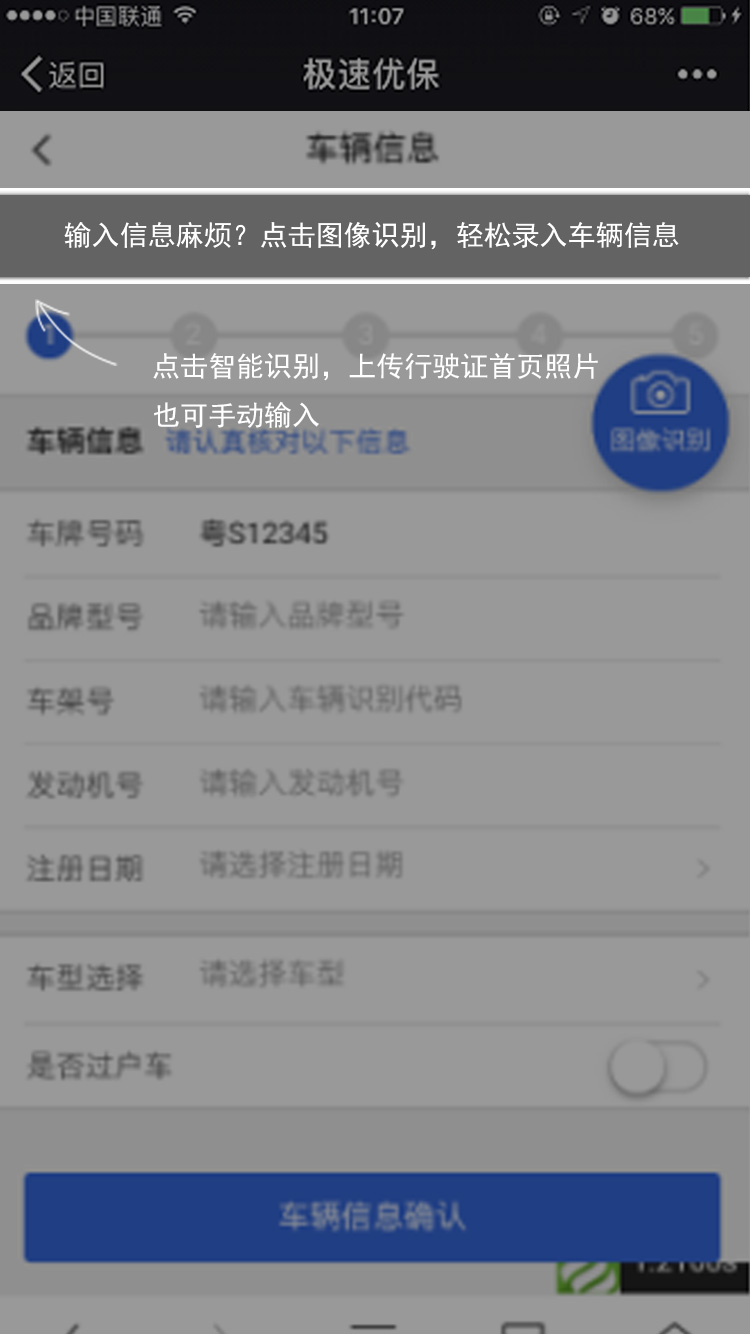 中国联通 11:07 68%
返回 极速优保
车辆信息
输入信息麻烦？点击图像识别，轻松录入车辆信息
1 2 3 4 5
点击智能识别，上传行驶证首页照片
也可手动输入
车辆信息 请认真核对以下信息
图像识别
车牌号码 粤S12345
品牌型号 请输入品牌型号
车架号 请输入车辆识别代码
发动机号 请输入发动机号
注册日期 请选择注册日期
车型选择 请选择车型
是否过户车
车辆信息确认